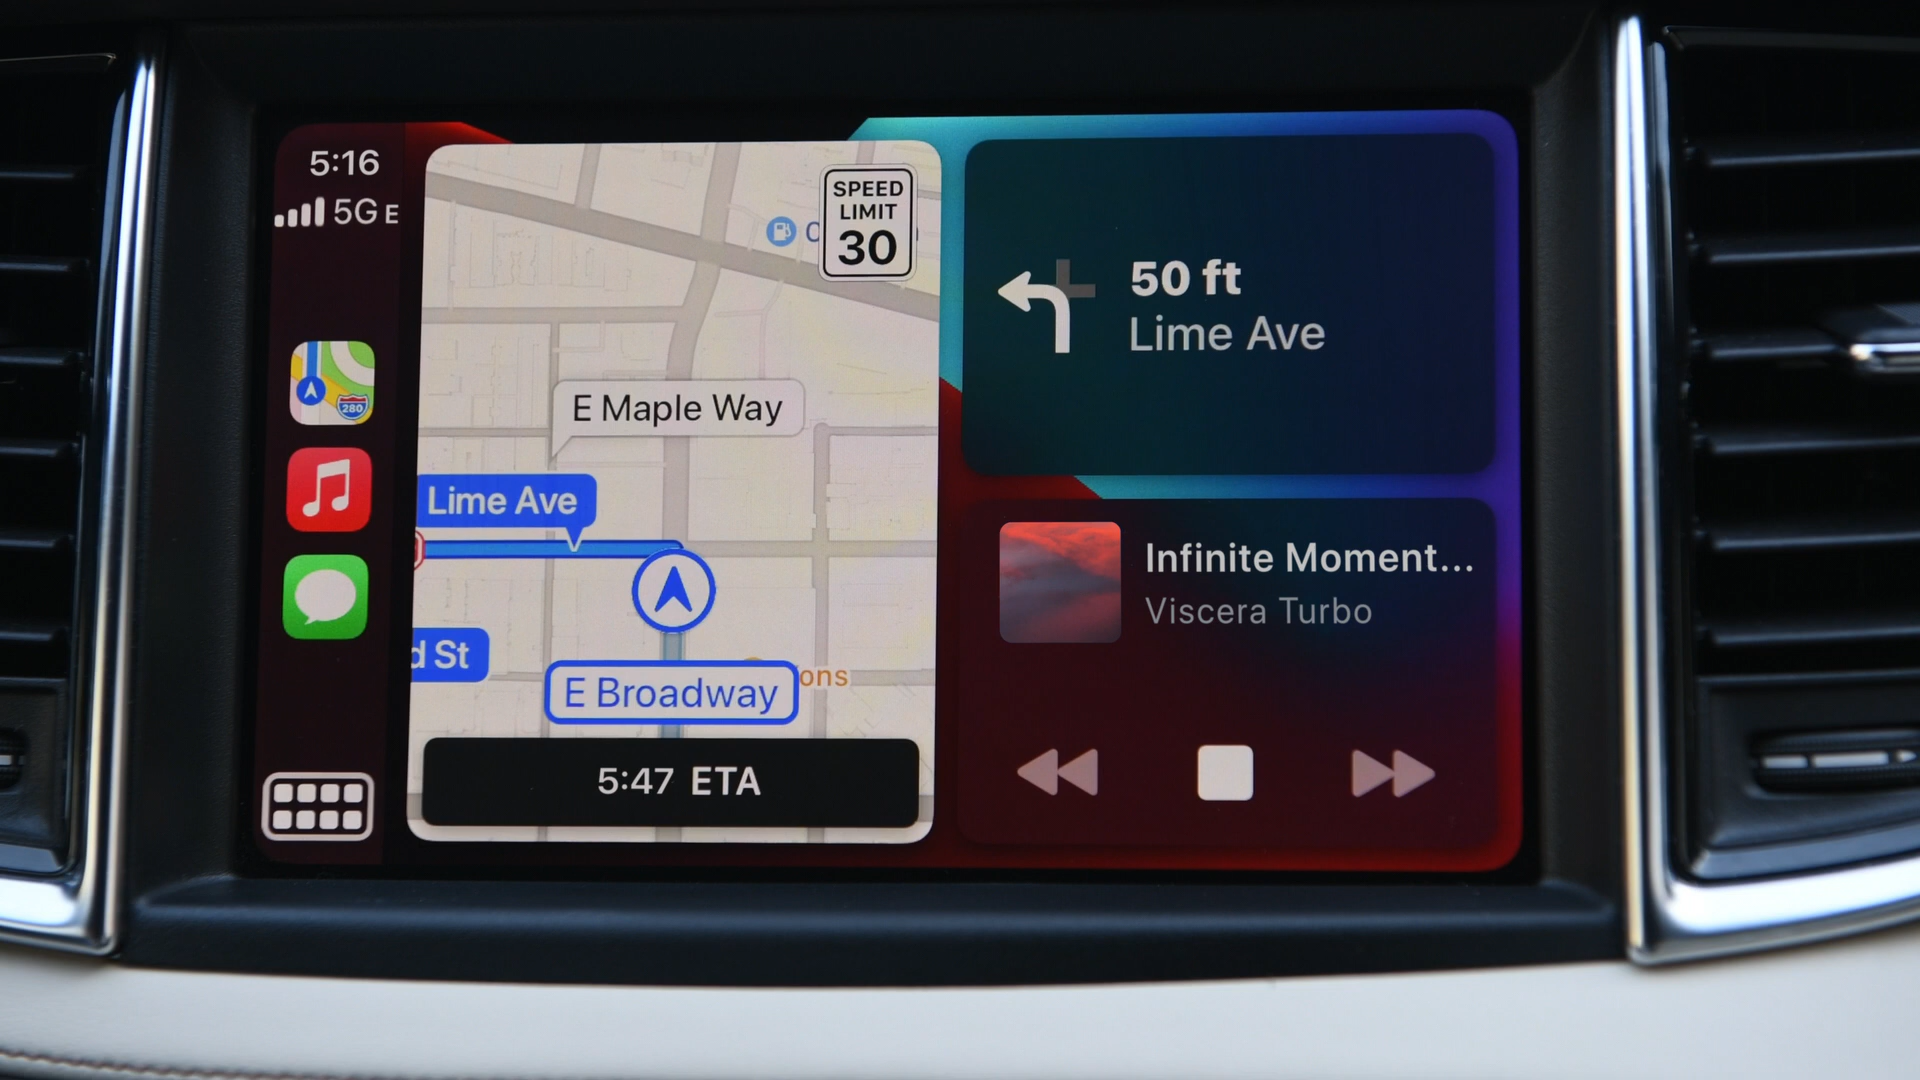 5:16
5G E
280
SPEED
LIMIT
30
E Maple Way
Lime Ave
d St
E Broadway
ons
5:47 ETA
50 ft
Lime Ave
Infinite Moment...
Viscera Turbo